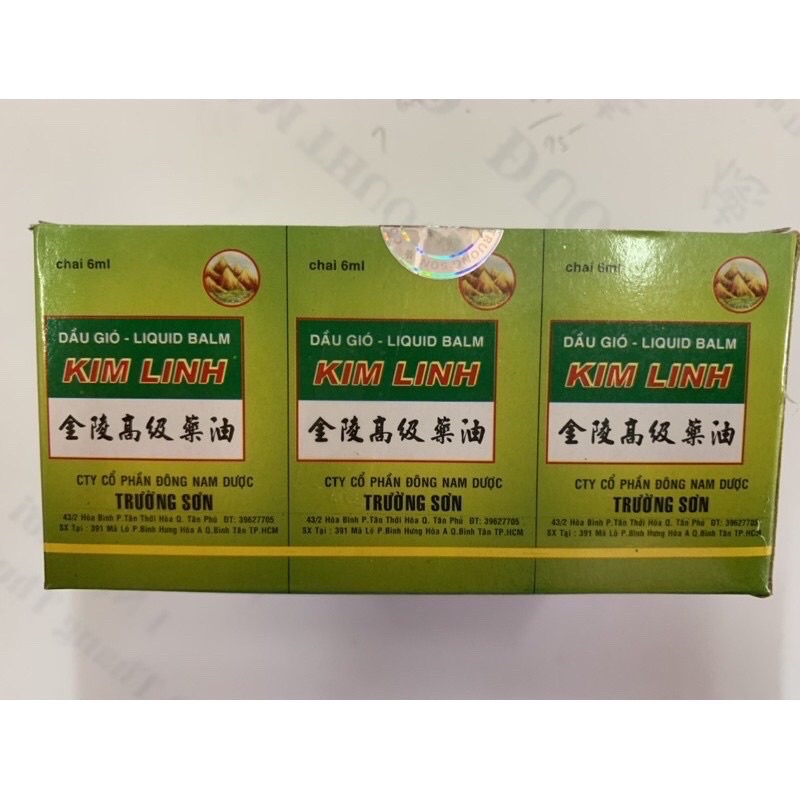 chai 6ml
DẦU GIÓ - LIQUID BALM
KIM LINH
金陵高级藥油
CTY CỔ PHẦN ĐÔNG NAM DƯỢC
TRƯỜNG SƠN
43/2 Hòa Bình P.Tân Thới Hòa Q. Tân Phú ĐT: 39627705
SX Tại : 391 Mã Lò P.Bình Hưng Hòa A Q.Bình Tân TP.HCM
TRUONG SON
DẦU GIÓ - LIQUID BALM
KIM LINH
金陵高级藥油
CTY CỔ PHẦN ĐÔNG NAM DƯỢC
TRƯỜNG SƠN
43/2 Hòa Bình P.Tân Thới Hòa Q. Tân Phú ĐT: 39627705
SX Tại : 391 Mã Lò P.Bình Hưng Hòa A Q.Bình Tân TP.HCM
chai 6ml
DẦU GIÓ - LIQUID BALM
KIM LINH
金陵高级藥油
CTY CỔ PHẦN ĐÔNG NAM DƯỢC
TRƯỜNG SƠN
43/2 Hòa Bình P.Tân Thới Hòa Q. Tân Phú ĐT: 39627705
SX Tại : 391 Mã Lò P.Bình Hưng Hòa A Q.Bình Tân TP.HCM